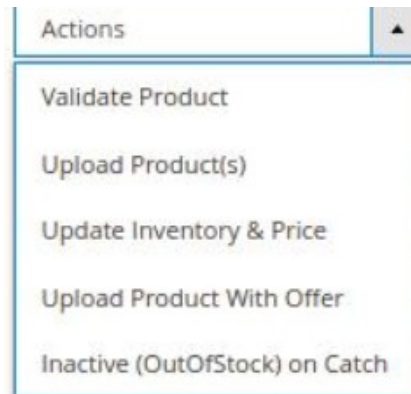 Actions
Validate Product
Upload Product(s)
Update Inventory & Price
Upload Product With Offer
Inactive (OutOfStock) on Catch